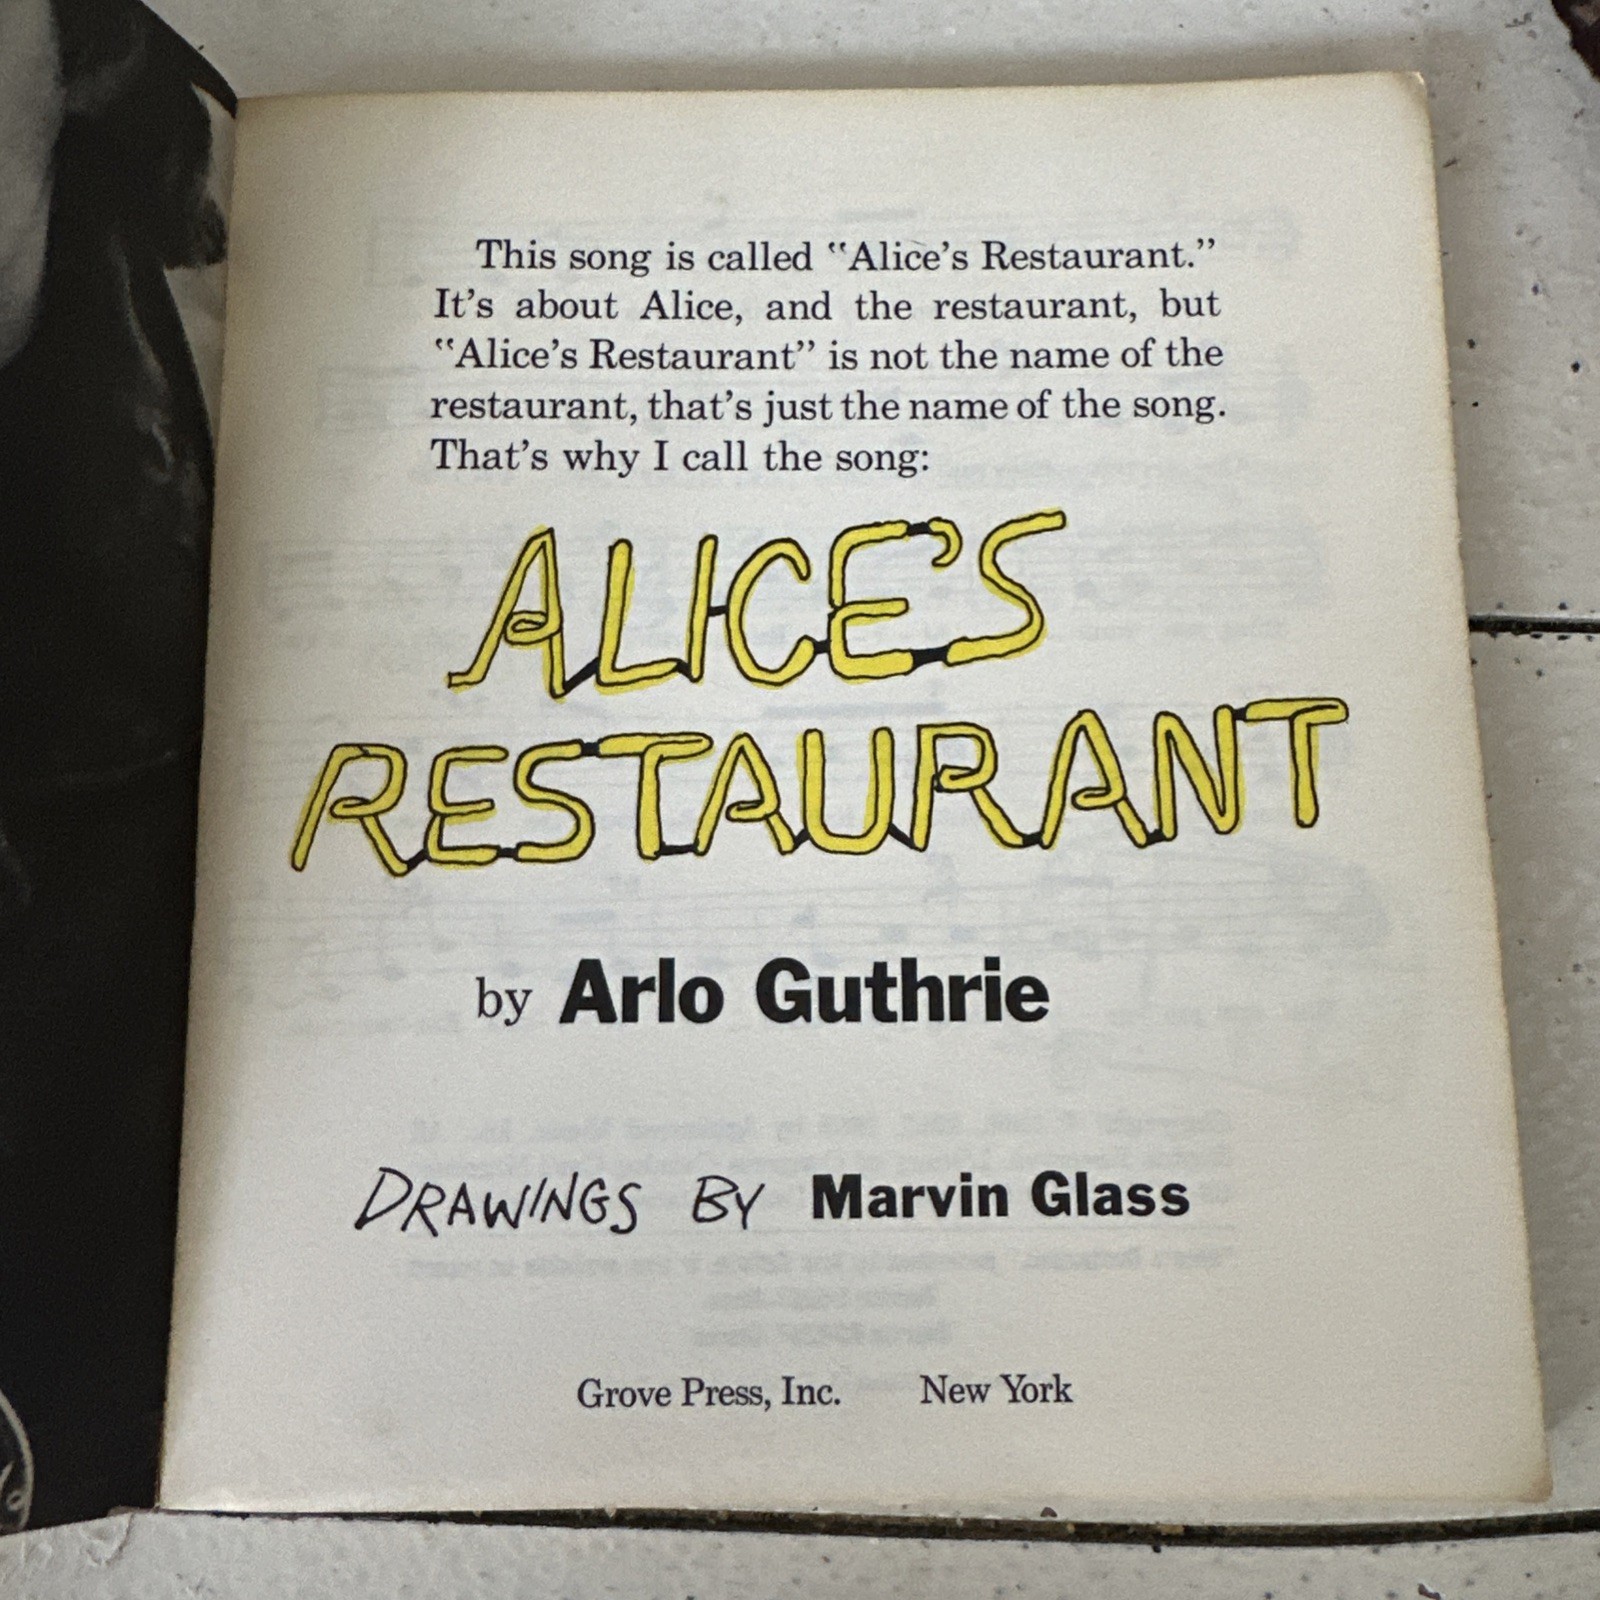 This song is called "Alice's Restaurant."
It's about Alice, and the restaurant, but
"Alice's Restaurant" is not the name of the
restaurant, that's just the name of the song.
That's why I call the song:
ALICE'S
RESTAURANT
by Arlo Guthrie
DRAWINGS BY Marvin Glass
Grove Press, Inc. New York